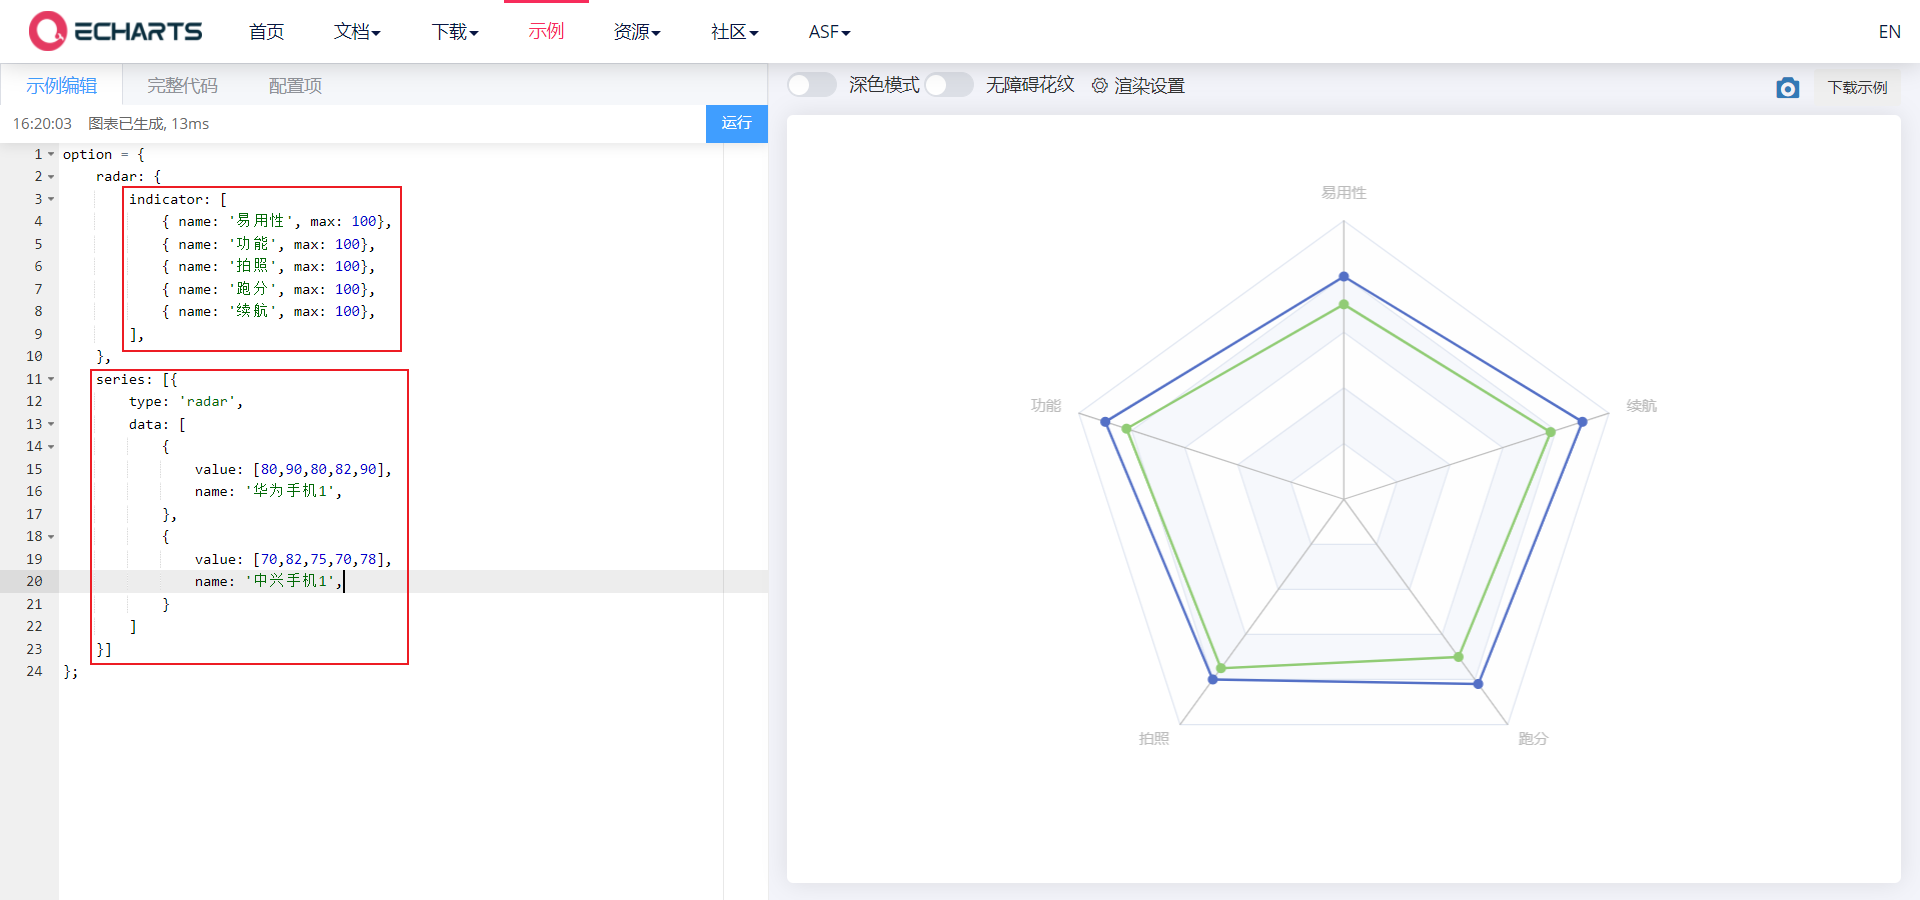 ECHARTS 首页 文档 下载 示例 资源 社区 ASF EN
示例编辑 完整代码 配置项
16:20:03 图表已生成, 13ms 运行
1 option = {
2 radar: {
3 indicator: [
4 { name: '易用性', max: 100},
5 { name: '功能', max: 100},
6 { name: '拍照', max: 100},
7 { name: '跑分', max: 100},
8 { name: '续航', max: 100},
9 ],
10 },
11 series: [{
12 type: 'radar',
13 data: [
14 {
15 value: [80,90,80,82,90],
16 name: '华为手机1',
17 },
18 {
19 value: [70,82,75,70,78],
20 name: '中兴手机1',
21 }
22 ]
23 }]
24 };
深色模式 无障碍花纹 渲染设置 下载示例
易用性
功能 续航
拍照 跑分